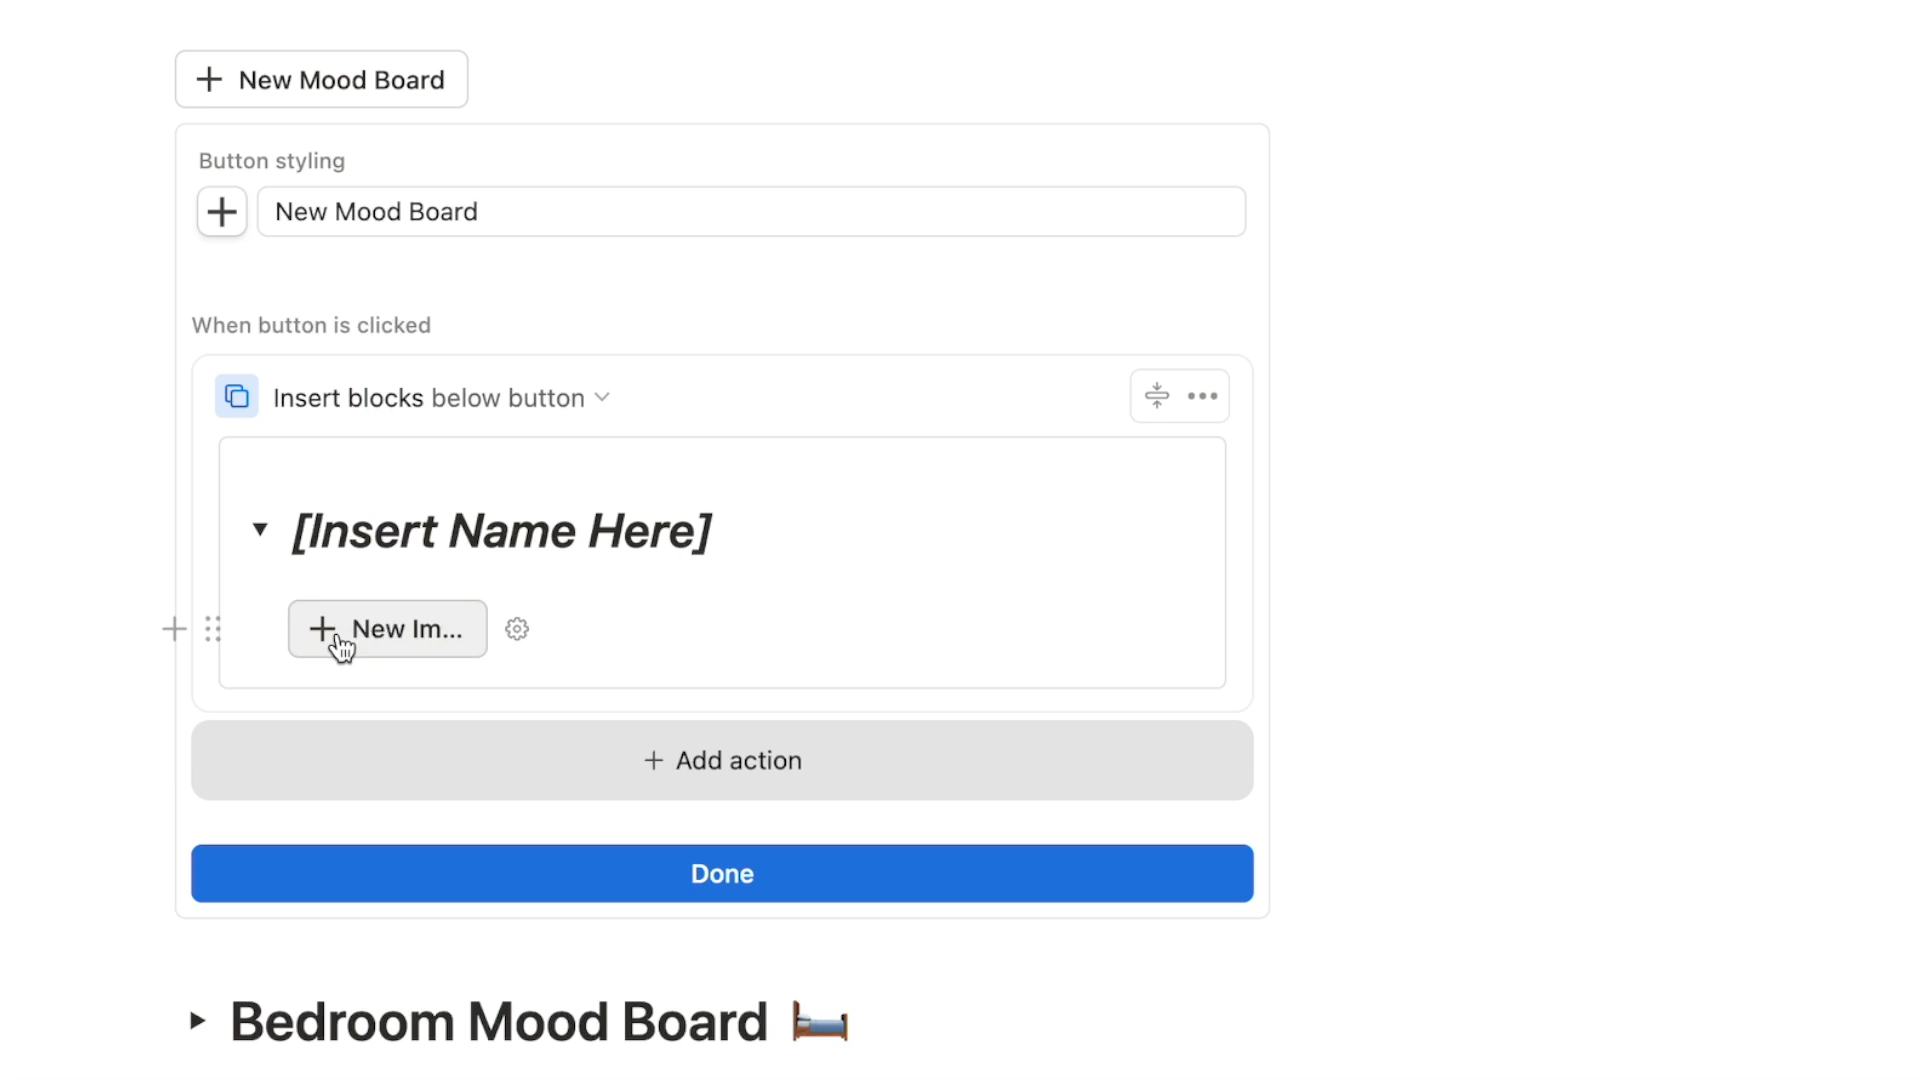 New Mood Board
Button styling
New Mood Board
When button is clicked
Insert blocks below button
[Insert Name Here]
New Im...
Add action
Done
Bedroom Mood Board